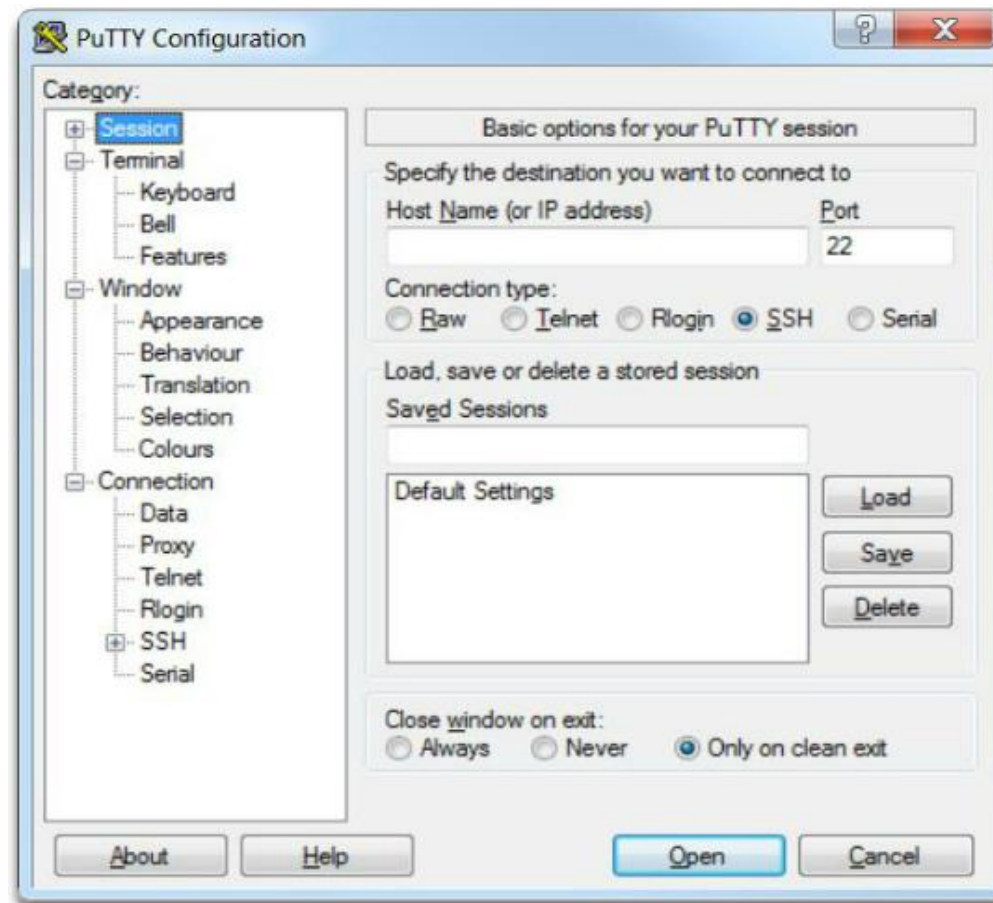 PuTTY Configuration
Category:
Session
Terminal
Keyboard
Bell
Features
Window
Appearance
Behaviour
Translation
Selection
Colours
Connection
Data
Proxy
Telnet
Rlogin
SSH
Serial
Basic options for your PuTTY session
Specify the destination you want to connect to
Host Name (or IP address) Port
22
Connection type:
Raw Telnet Rlogin SSH Serial
Load, save or delete a stored session
Saved Sessions
Default Settings
Load
Save
Delete
Close window on exit:
Always Never Only on clean exit
About Help Open Cancel